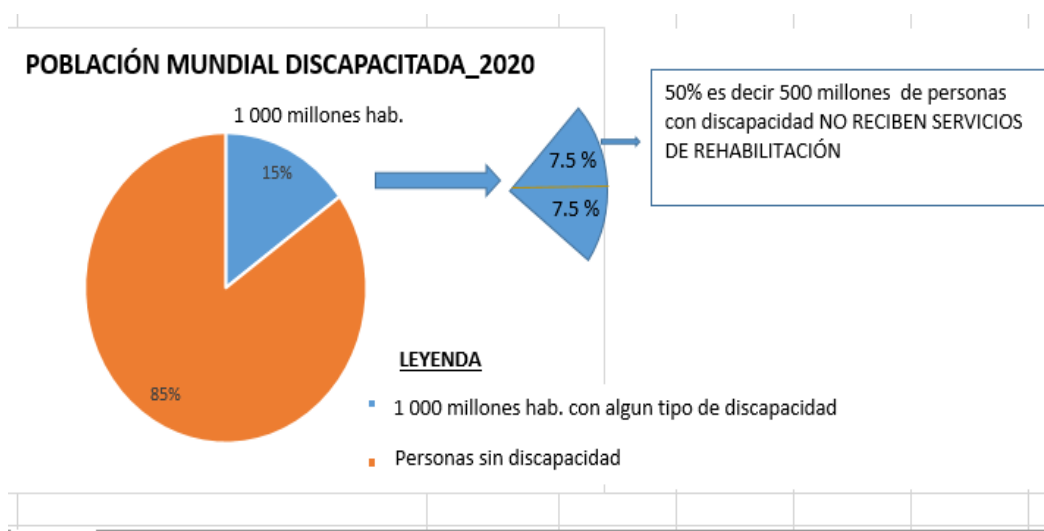 POBLACIÓN MUNDIAL DISCAPACITADA_2020
1 000 millones hab.
15%
85%
7.5 %
7.5 %
50% es decir 500 millones de personas
con discapacidad NO RECIBEN SERVICIOS
DE REHABILITACIÓN
LEYENDA
1 000 millones hab. con algun tipo de discapacidad
Personas sin discapacidad